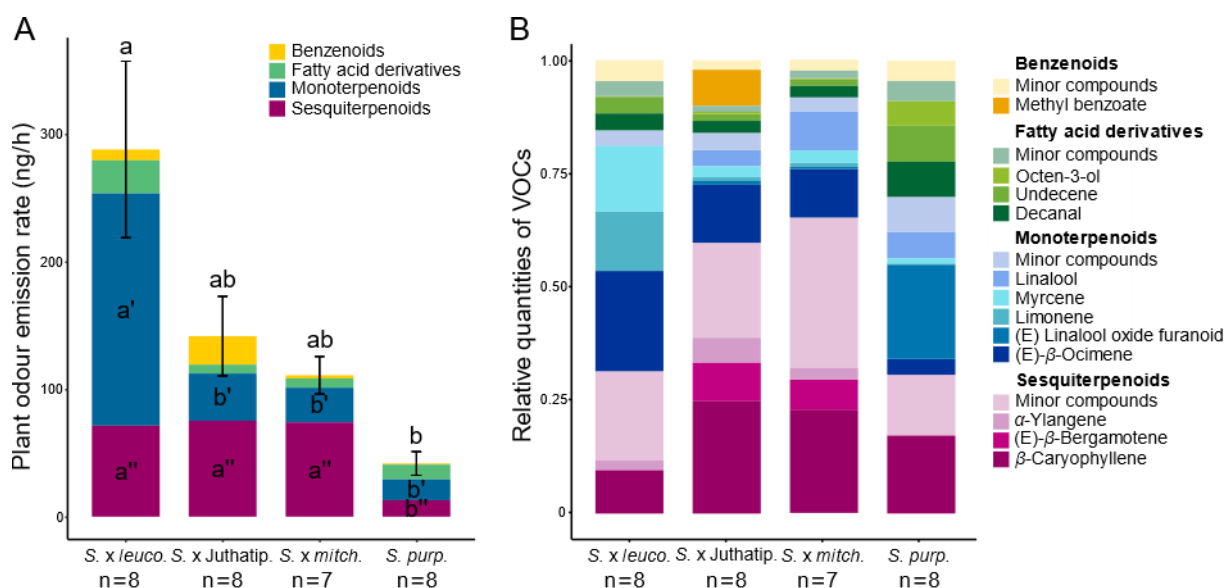 A
Plant odour emission rate (ng/h)
300
200
100
0
Benzenoids
Fatty acid derivatives
Monoterpenoids
Sesquiterpenoids
a
ab
ab
b
a'
b'
b'
b'
a"
a"
a"
b"
S. x leuco.
S. x Juthatip.
S. x mitch.
S. purp.
n=8
n=8
n=7
n=8
B
Relative quantities of VOCs
1.00
0.75
0.50
0.25
0
S. x leuco.
S. x Juthatip.
S. x mitch.
S. purp.
n=8
n=8
n=7
n=8
Benzenoids
Minor compounds
Methyl benzoate
Fatty acid derivatives
Minor compounds
Octen-3-ol
Undecene
Decanal
Monoterpenoids
Minor compounds
Linalool
Myrcene
Limonene
(E) Linalool oxide furanoid
(E)-β-Ocimene
Sesquiterpenoids
Minor compounds
α-Ylangene
(E)-β-Bergamotene
β-Caryophyllene